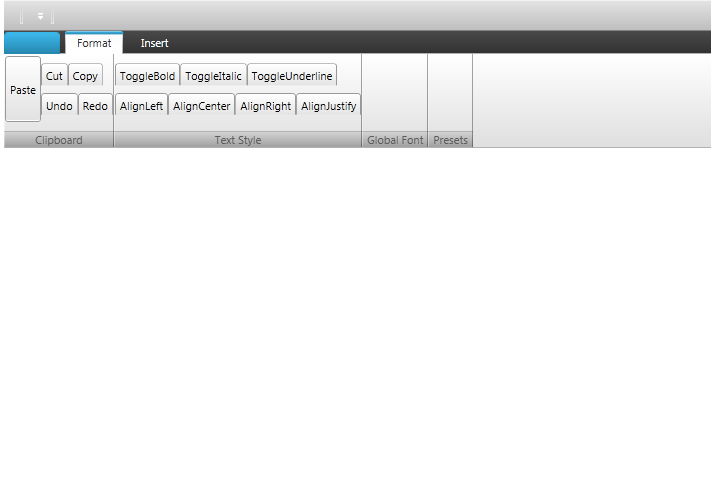 Format Insert
Paste Cut Copy ToggleBold ToggleItalic ToggleUnderline
Undo Redo AlignLeft AlignCenter AlignRight AlignJustify
Clipboard Text Style Global Font Presets